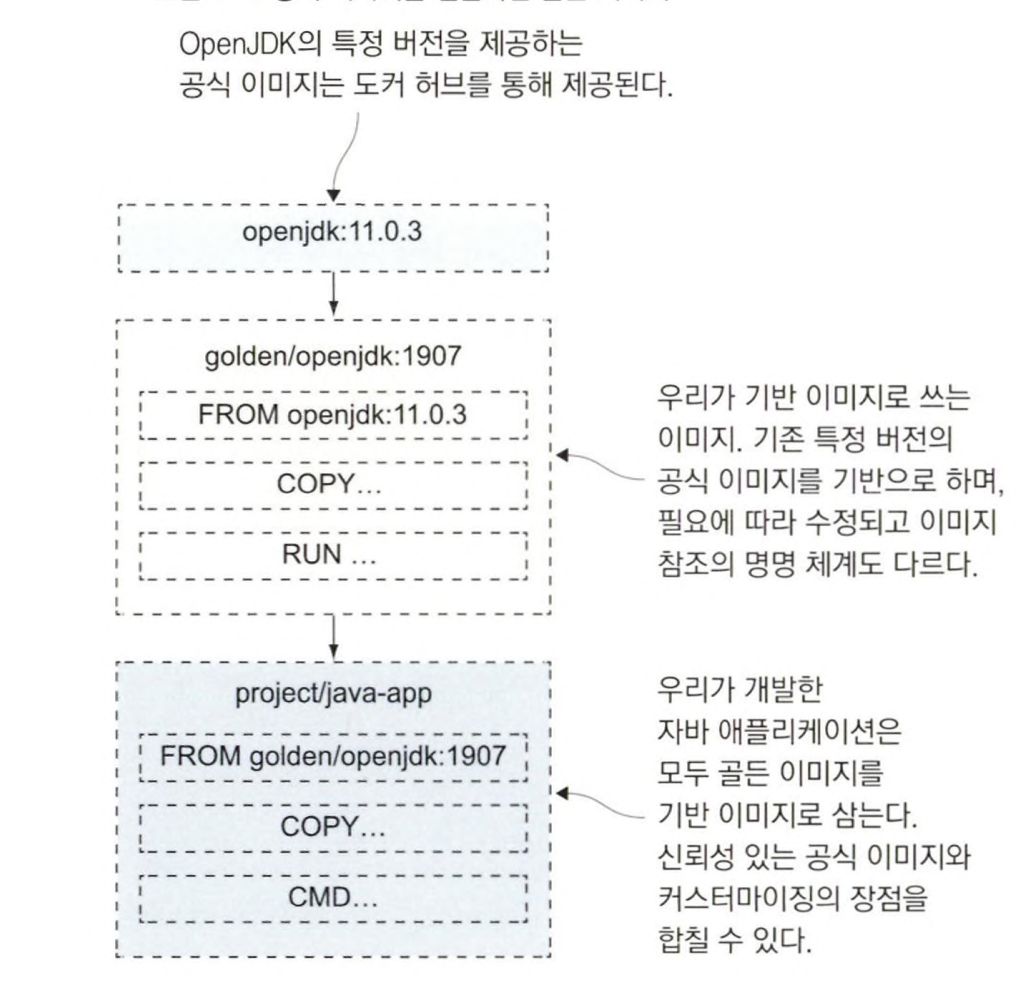 OpenJDK의 특정 버전을 제공하는
공식 이미지는 도커 허브를 통해 제공된다.
openjdk:11.0.3
golden/openjdk:1907
FROM openjdk:11.0.3
COPY...
RUN ...
우리가 기반 이미지로 쓰는
이미지. 기존 특정 버전의
공식 이미지를 기반으로 하며,
필요에 따라 수정되고 이미지
참조의 명명 체계도 다르다.
project/java-app
FROM golden/openjdk:1907
COPY...
CMD...
우리가 개발한
자바 애플리케이션은
모두 골든 이미지를
기반 이미지로 삼는다.
신뢰성 있는 공식 이미지와
커스터마이징의 장점을
합칠 수 있다.